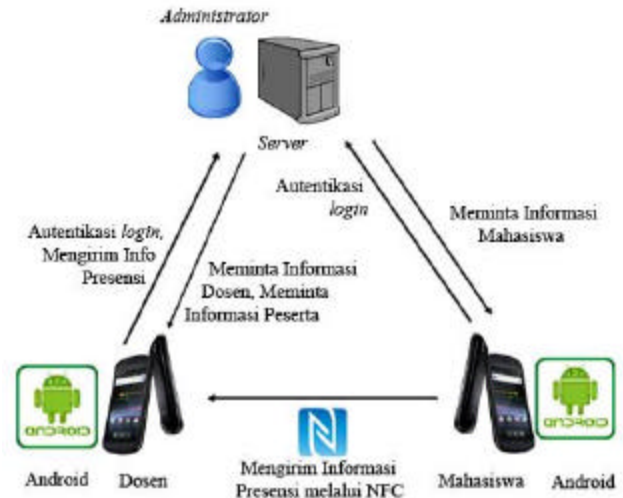 Administrator
Server
Autentikasi
login
Meminta Informasi
Mahasiswa
Autentikasi login,
Mengirim Info
Presensi
Meminta Informasi
Dosen, Meminta
Informasi Peserta
ANDROID
ANDROID
Android
Dosen
Mengirim Informasi
Presensi melalui NFC
Mahasiswa
Android